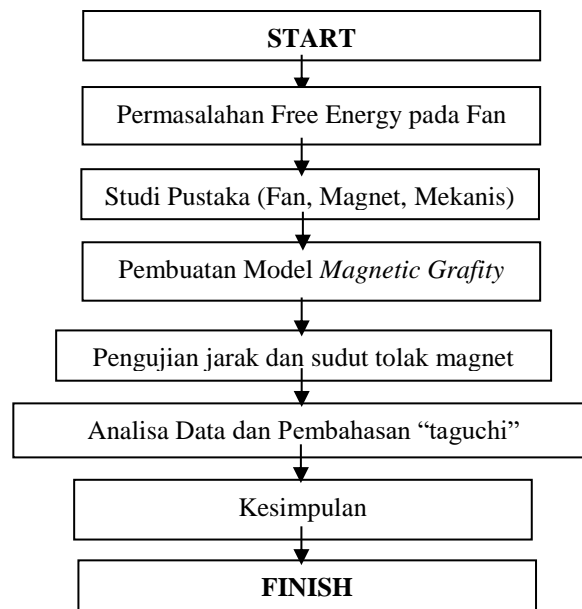 START
Permasalahan Free Energy pada Fan
Studi Pustaka (Fan, Magnet, Mekanis)
Pembuatan Model Magnetic Grafity
Pengujian jarak dan sudut tolak magnet
Analisa Data dan Pembahasan “taguchi”
Kesimpulan
FINISH